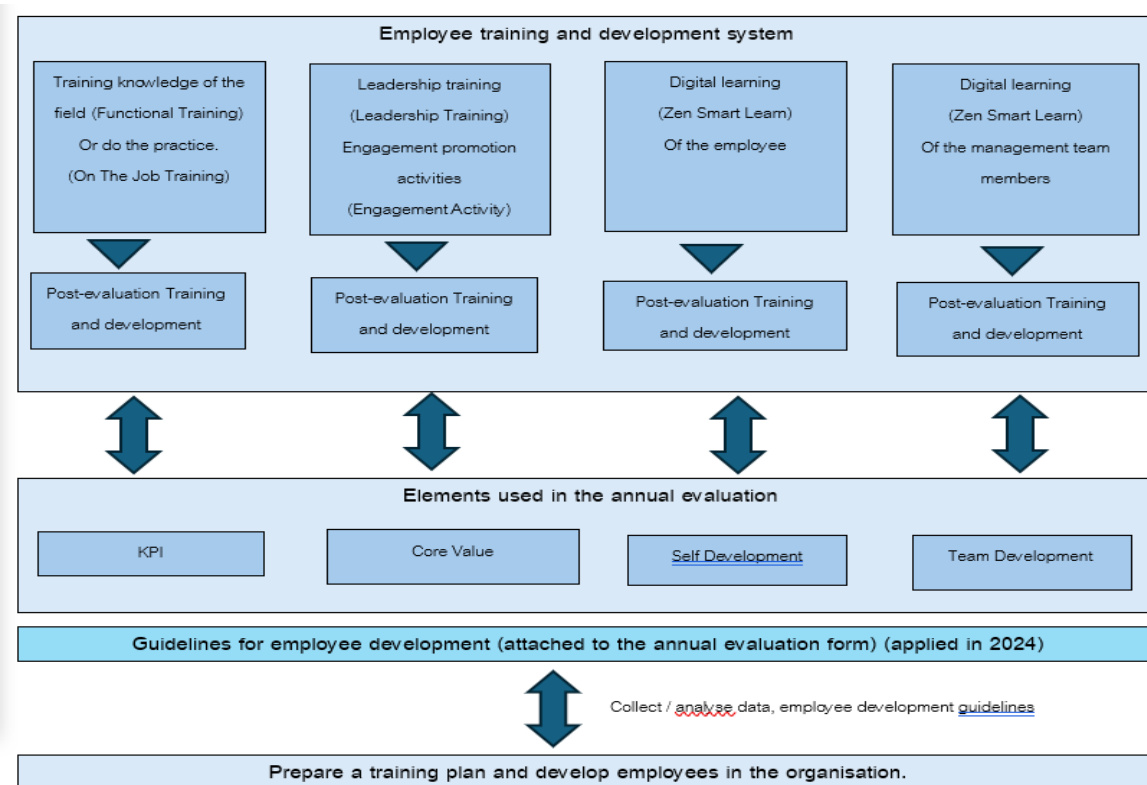 Employee training and development system
Training knowledge of the
field (Functional Training)
Or do the practice.
(On The Job Training)
Leadership training
(Leadership Training)
Engagement promotion
activities
(Engagement Activity)
Digital learning
(Zen Smart Learn)
Of the employee
Digital learning
(Zen Smart Learn)
Of the management team
members
Post-evaluation Training
and development
Post-evaluation Training
and development
Post-evaluation Training
and development
Post-evaluation Training
and development
Elements used in the annual evaluation
KPI
Core Value
Self Development
Team Development
Guidelines for employee development (attached to the annual evaluation form) (applied in 2024)
Collect / analyse data, employee development guidelines
Prepare a training plan and develop employees in the organisation.